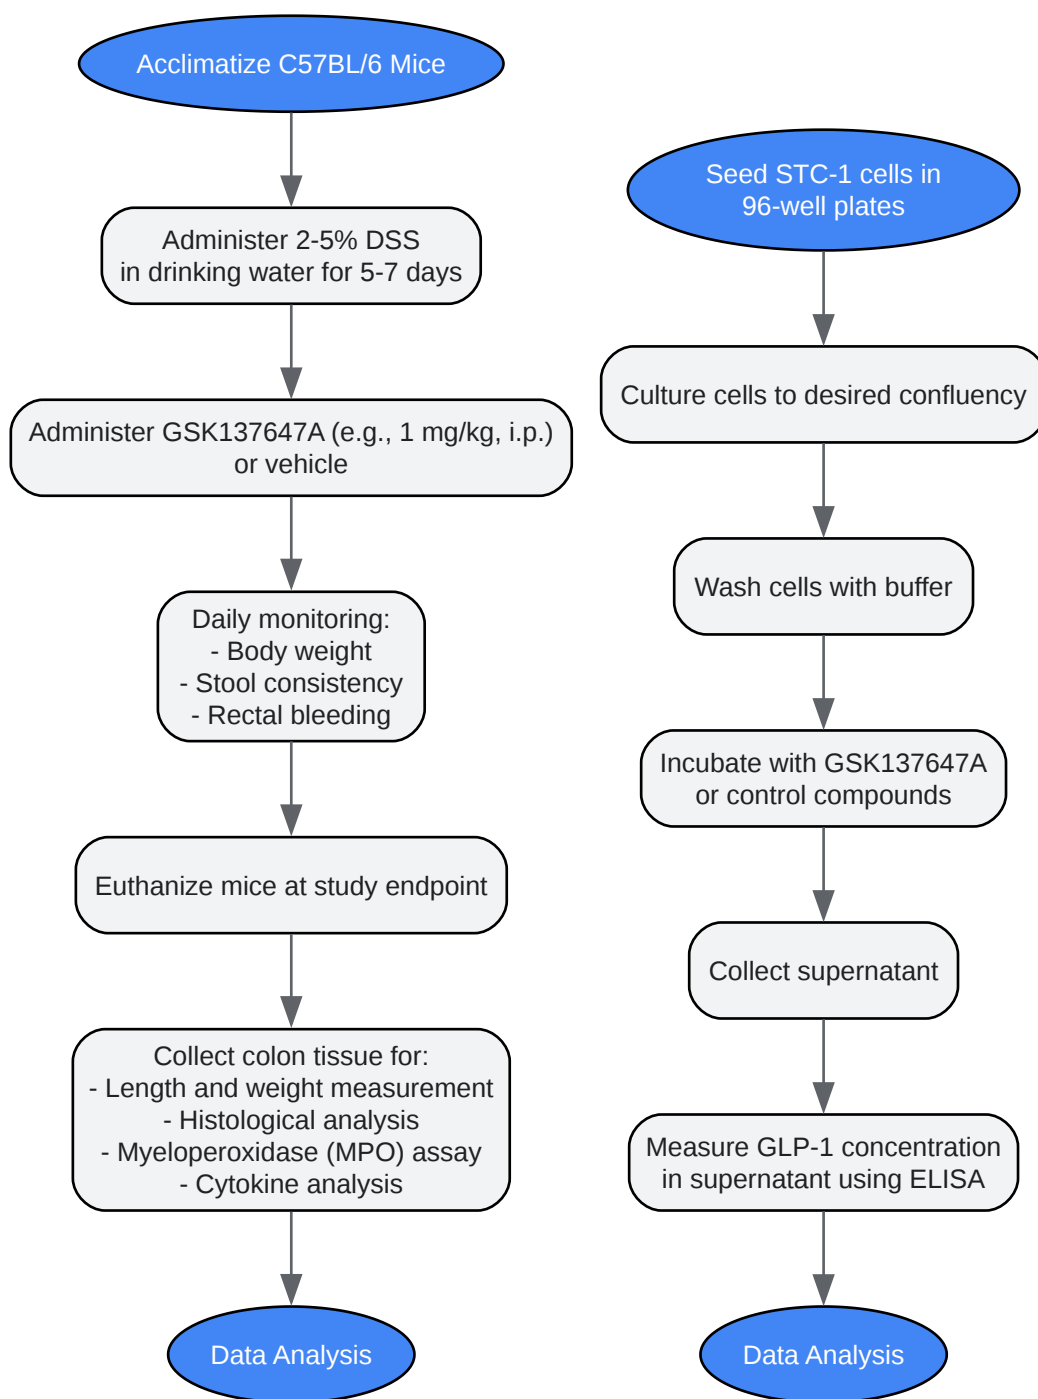 Acclimatize C57BL/6 Mice
Administer 2-5% DSS
in drinking water for 5-7 days
Administer GSK137647A (e.g., 1 mg/kg, i.p.)
or vehicle
Daily monitoring:
- Body weight
- Stool consistency
- Rectal bleeding
Euthanize mice at study endpoint
Collect colon tissue for:
- Length and weight measurement
- Histological analysis
- Myeloperoxidase (MPO) assay
- Cytokine analysis
Data Analysis
Seed STC-1 cells in
96-well plates
Culture cells to desired confluency
Wash cells with buffer
Incubate with GSK137647A
or control compounds
Collect supernatant
Measure GLP-1 concentration
in supernatant using ELISA
Data Analysis